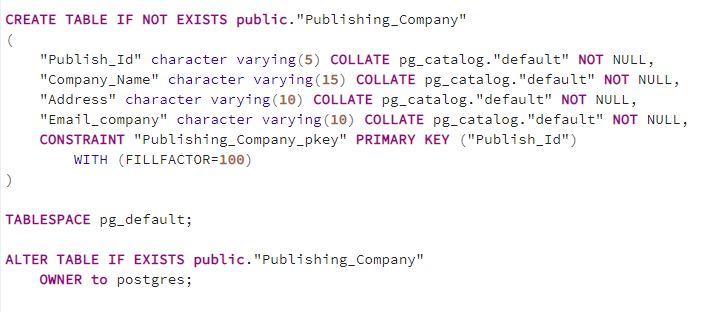 CREATE TABLE IF NOT EXISTS public."Publishing_Company"
(
    "Publish_Id" character varying(5) COLLATE pg_catalog."default" NOT NULL,
    "Company_Name" character varying(15) COLLATE pg_catalog."default" NOT NULL,
    "Address" character varying(10) COLLATE pg_catalog."default" NOT NULL,
    "Email_company" character varying(10) COLLATE pg_catalog."default" NOT NULL,
    CONSTRAINT "Publishing_Company_pkey" PRIMARY KEY ("Publish_Id")
        WITH (FILLFACTOR=100)
)
TABLESPACE pg_default;
ALTER TABLE IF EXISTS public."Publishing_Company"
    OWNER to postgres;